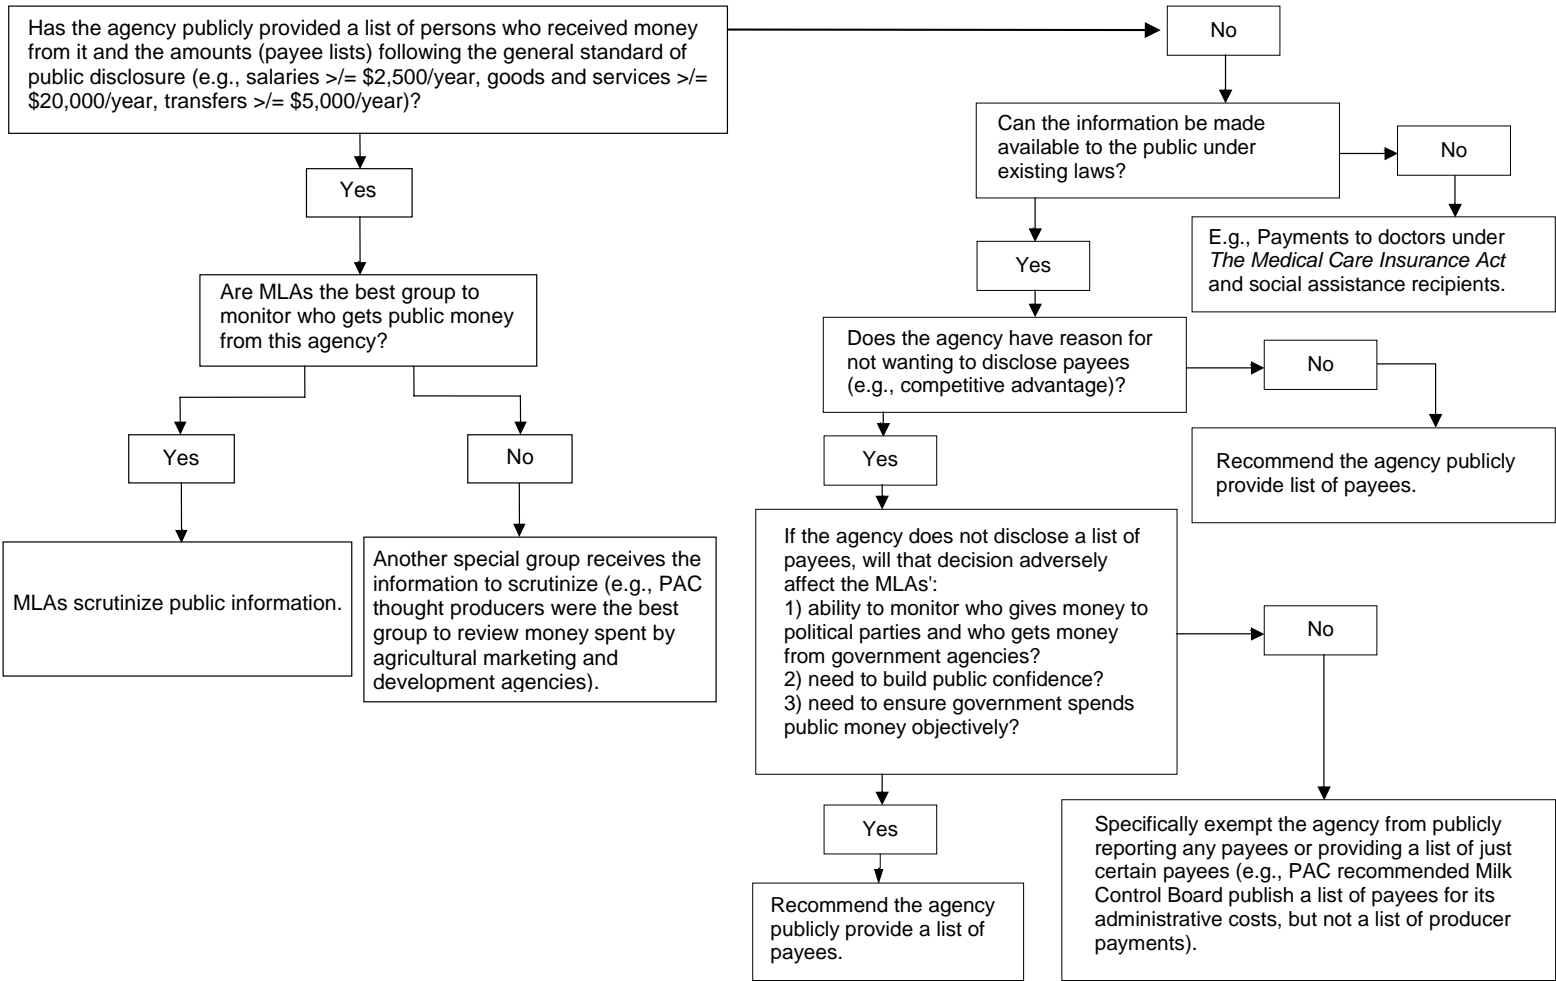 Has the agency publicly provided a list of persons who received money
from it and the amounts (payee lists) following the general standard of
public disclosure (e.g., salaries >/= $2,500/year, goods and services >/=
$20,000/year, transfers >/= $5,000/year)?
No
Can the information be made
available to the public under
existing laws?
No
Yes
E.g., Payments to doctors under
The Medical Care Insurance Act
and social assistance recipients.
Yes
Are MLAs the best group to
monitor who gets public money
from this agency?
Does the agency have reason for
not wanting to disclose payees
(e.g., competitive advantage)?
No
Yes
No
Yes
Recommend the agency publicly
provide list of payees.
MLAs scrutinize public information.
Another special group receives the
information to scrutinize (e.g., PAC
thought producers were the best
group to review money spent by
agricultural marketing and
development agencies).
If the agency does not disclose a list of
payees, will that decision adversely
affect the MLAs':
1) ability to monitor who gives money to
political parties and who gets money
from government agencies?
2) need to build public confidence?
3) need to ensure government spends
public money objectively?
No
Yes
Specifically exempt the agency from publicly
reporting any payees or providing a list of just
certain payees (e.g., PAC recommended Milk
Control Board publish a list of payees for its
administrative costs, but not a list of producer
payments).
Recommend the agency
publicly provide a list of
payees.